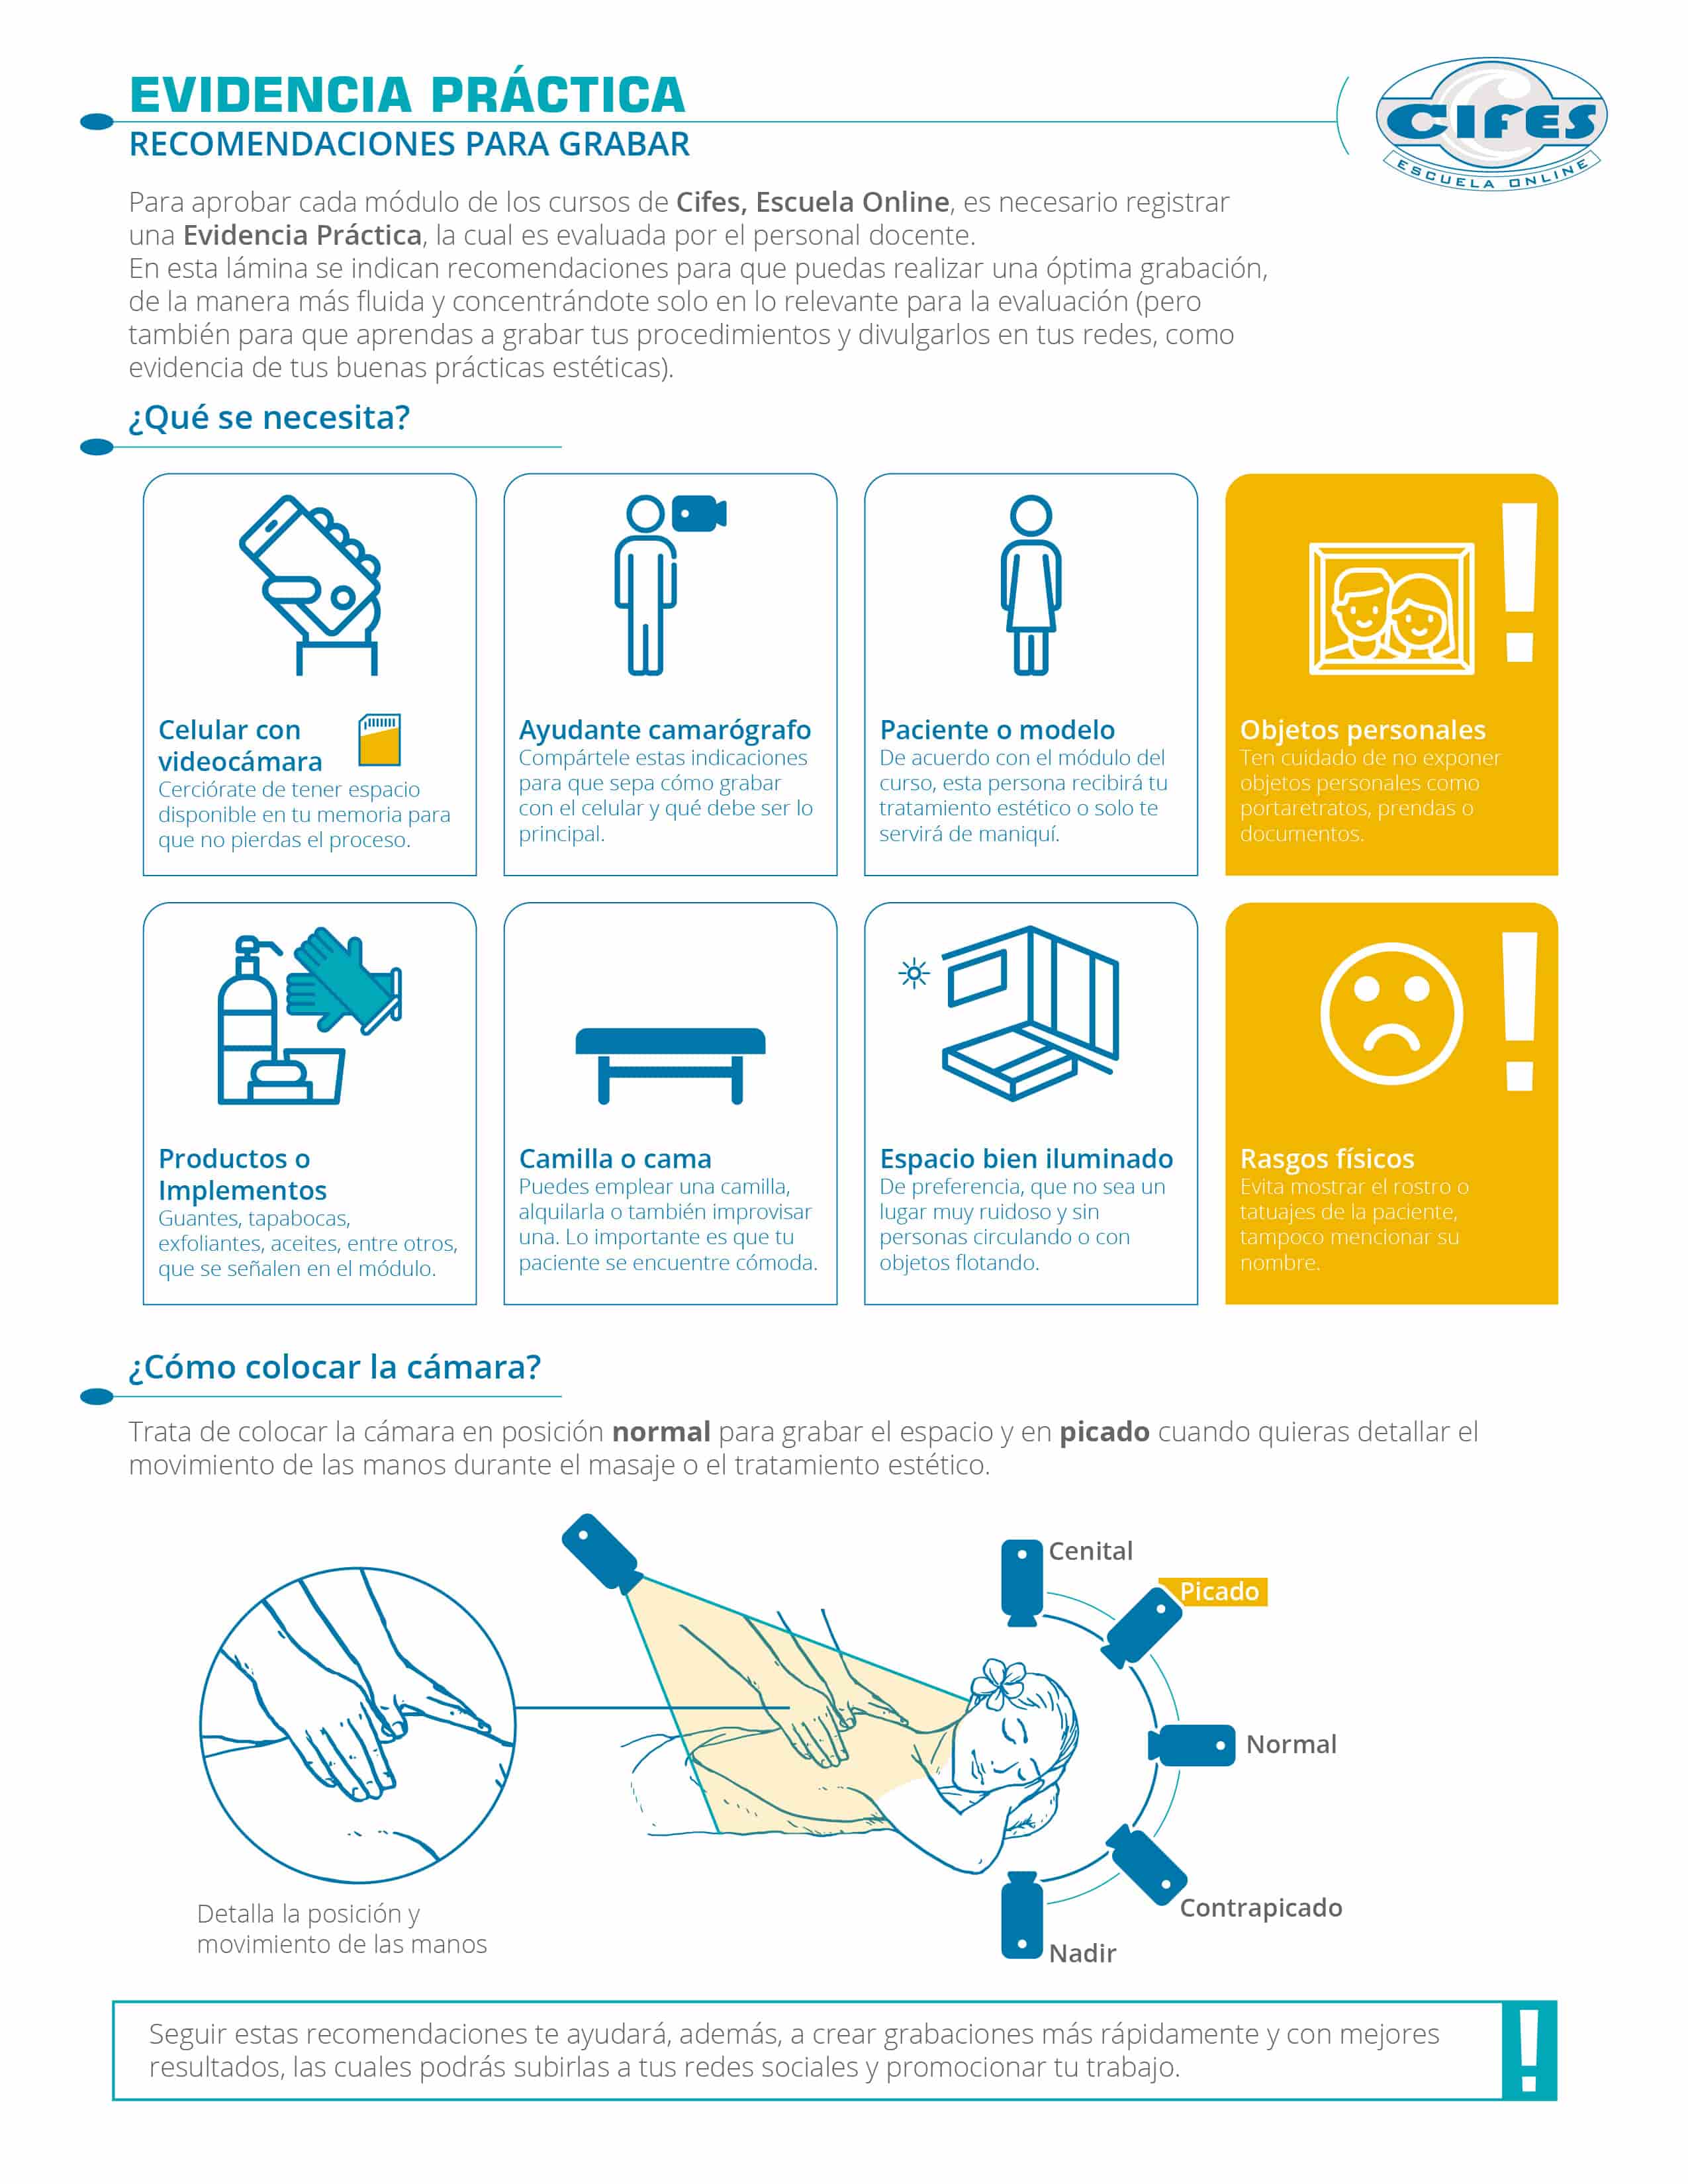 EVIDENCIA PRÁCTICA
RECOMENDACIONES PARA GRABAR
CIFES
ESCUELA ONLINE
Para aprobar cada módulo de los cursos de Cifes, Escuela Online, es necesario registrar
una Evidencia Práctica, la cual es evaluada por el personal docente.
En esta lámina se indican recomendaciones para que puedas realizar una óptima grabación,
de la manera más fluida y concentrándote solo en lo relevante para la evaluación (pero
también para que aprendas a grabar tus procedimientos y divulgarlos en tus redes, como
evidencia de tus buenas prácticas estéticas).
¿Qué se necesita?
Celular con
videocámara
Cerciórate de tener espacio
disponible en tu memoria para
que no pierdas el proceso.
Ayudante camarógrafo
Compártele estas indicaciones
para que sepa cómo grabar
con el celular y qué debe ser lo
principal.
Paciente o modelo
De acuerdo con el módulo del
curso, esta persona recibirá tu
tratamiento estético o solo te
servirá de maniquí.
!
Objetos personales
Ten cuidado de no exponer
objetos personales como
portaretratos, prendas o
documentos.
Productos o
Implementos
Guantes, tapabocas,
exfoliantes, aceites, entre otros,
que se señalen en el módulo.
Camilla o cama
Puedes emplear una camilla,
alquilarla o también improvisar
una. Lo importante es que tu
paciente se encuentre cómoda.
Espacio bien iluminado
De preferencia, que no sea un
lugar muy ruidoso y sin
personas circulando o con
objetos flotando.
!
Rasgos físicos
Evita mostrar el rostro o
tatuajes de la paciente,
tampoco mencionar su
nombre.
¿Cómo colocar la cámara?
Trata de colocar la cámara en posición normal para grabar el espacio y en picado cuando quieras detallar el
movimiento de las manos durante el masaje o el tratamiento estético.
Cenital
Picado
Normal
Contrapicado
Nadir
Detalla la posición y
movimiento de las manos
Seguir estas recomendaciones te ayudará, además, a crear grabaciones más rápidamente y con mejores
resultados, las cuales podrás subirlas a tus redes sociales y promocionar tu trabajo.
!